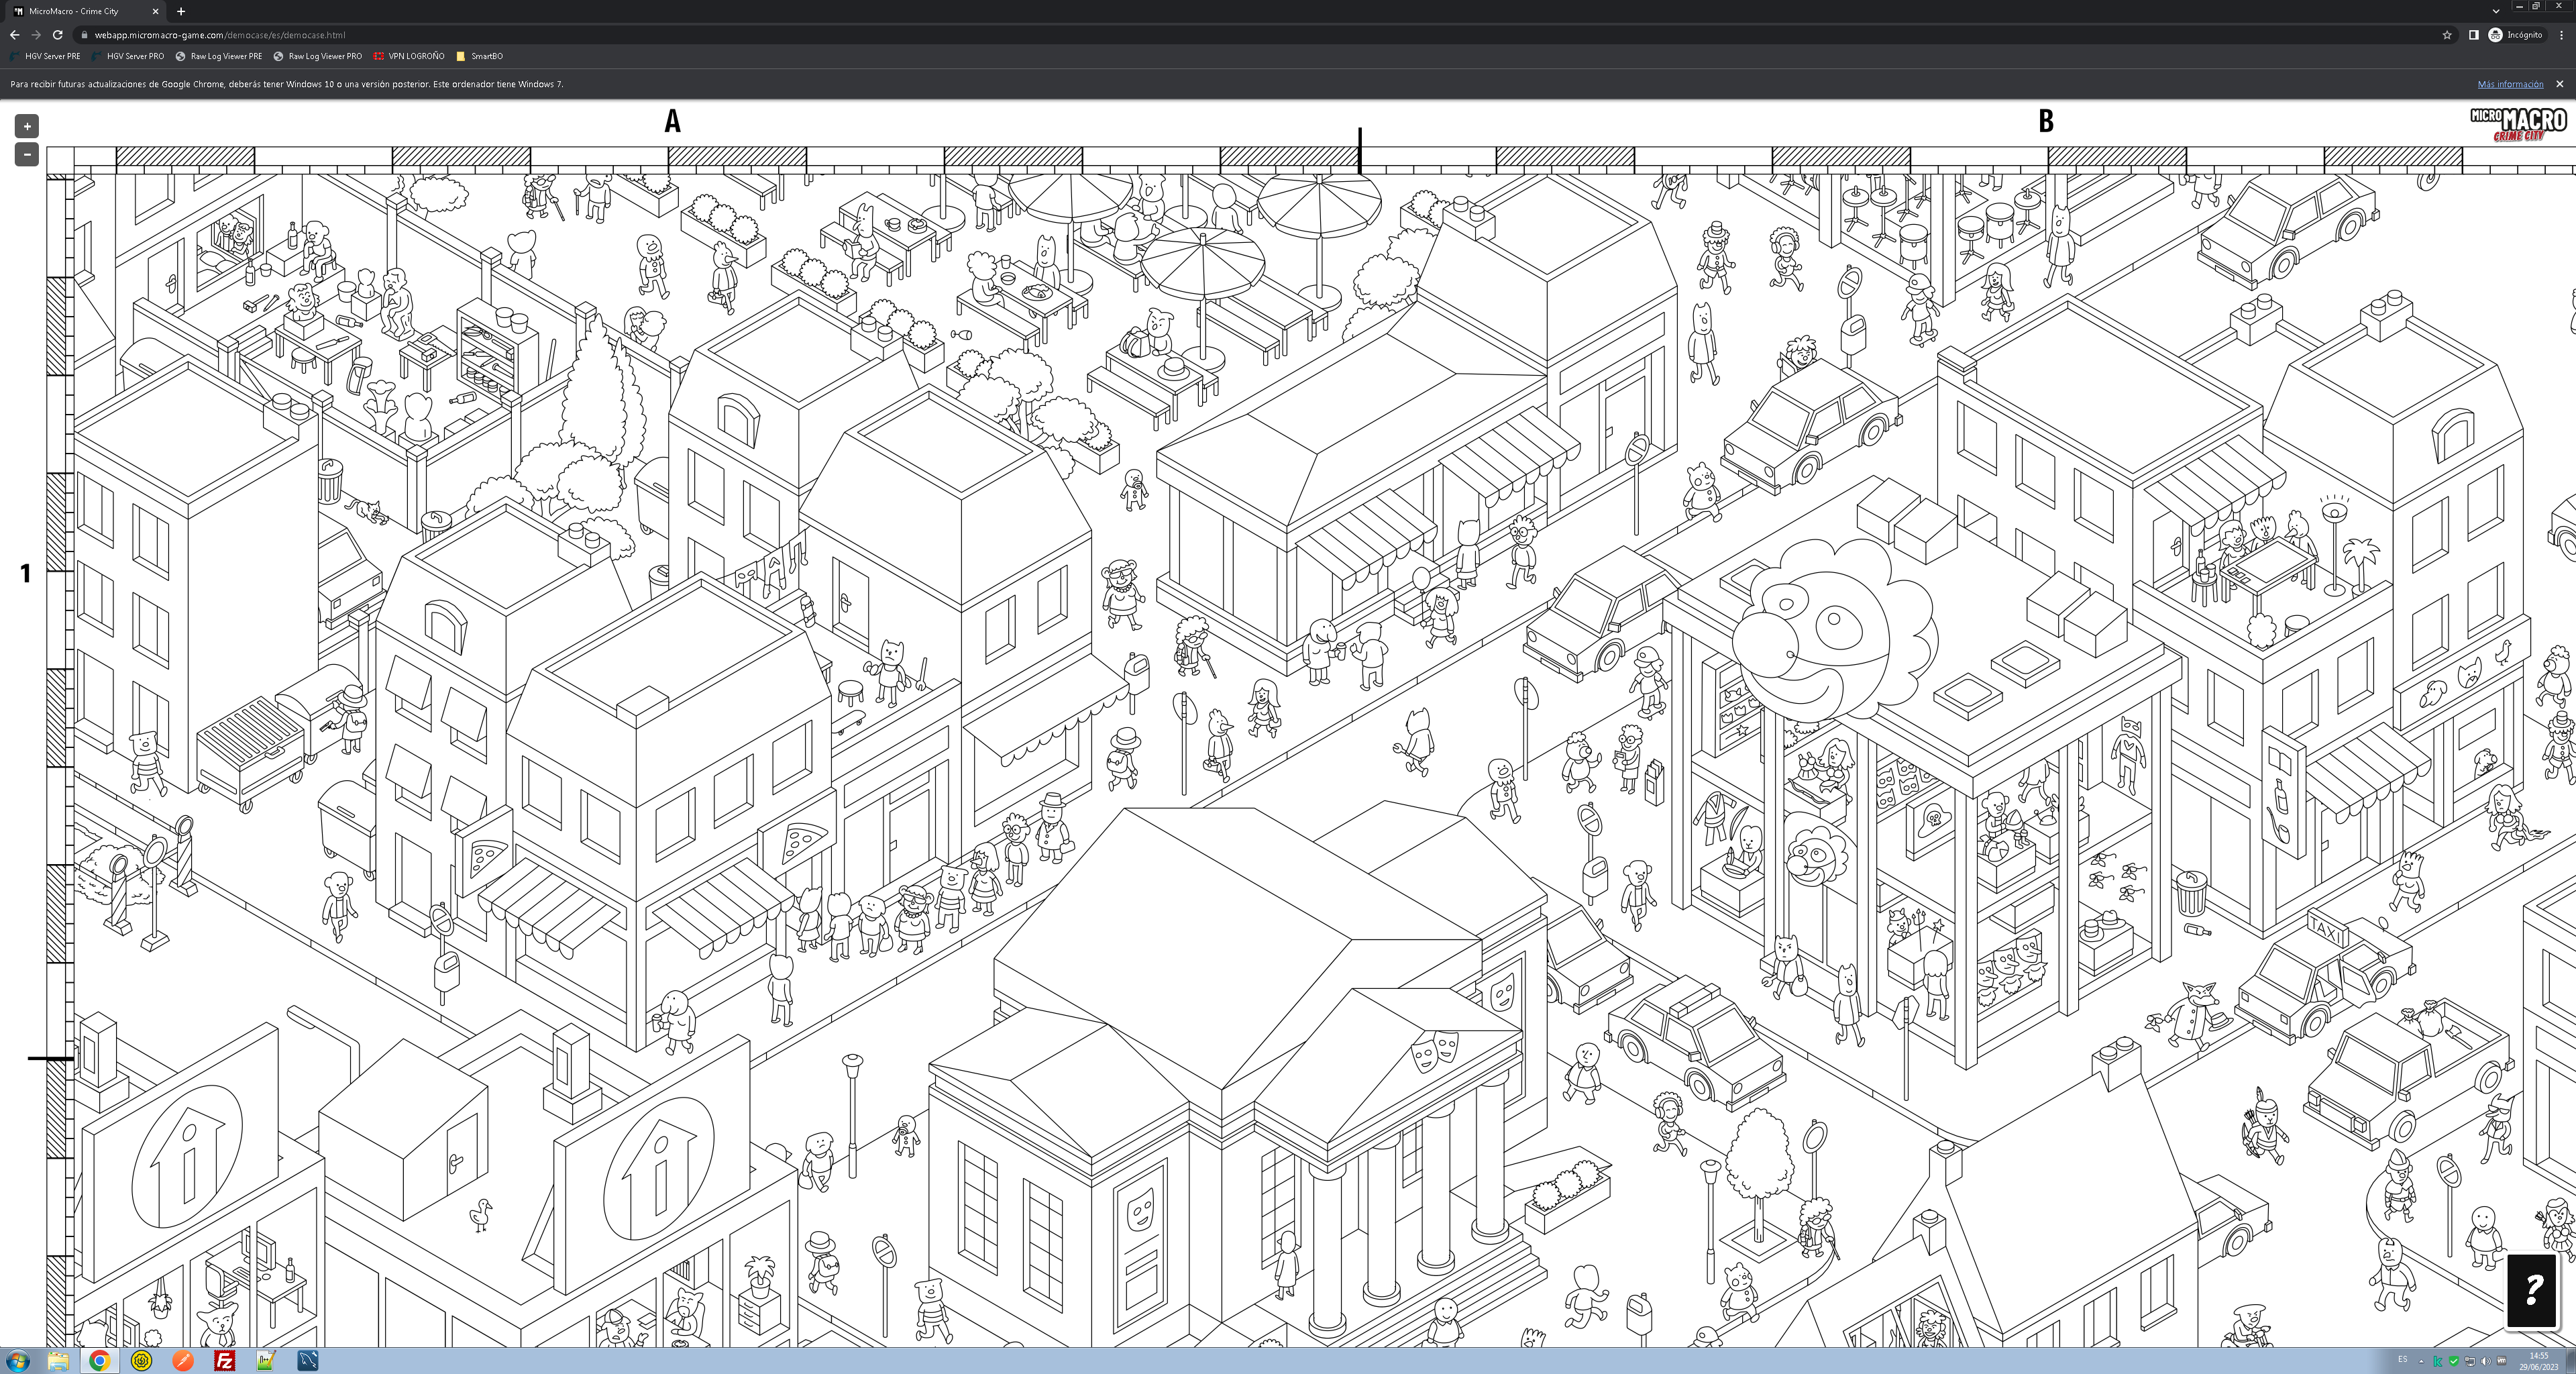 MicroMacro - Crime City
webapp.micromacro-game.com/democase/es/democase.html
Incógnito
HGV Server PRE
HGV Server PRO
Raw Log Viewer PRE
Raw Log Viewer PRO
VPN LOGROÑO
SmartBO
Para recibir futuras actualizaciones de Google Chrome, deberás tener Windows 10 o una versión posterior. Este ordenador tiene Windows 7.
Más información
+
-
A
B
MICRO MACRO
CRIME CITY
1
TAXI
i
i
?
ES
14:55
29/06/2023